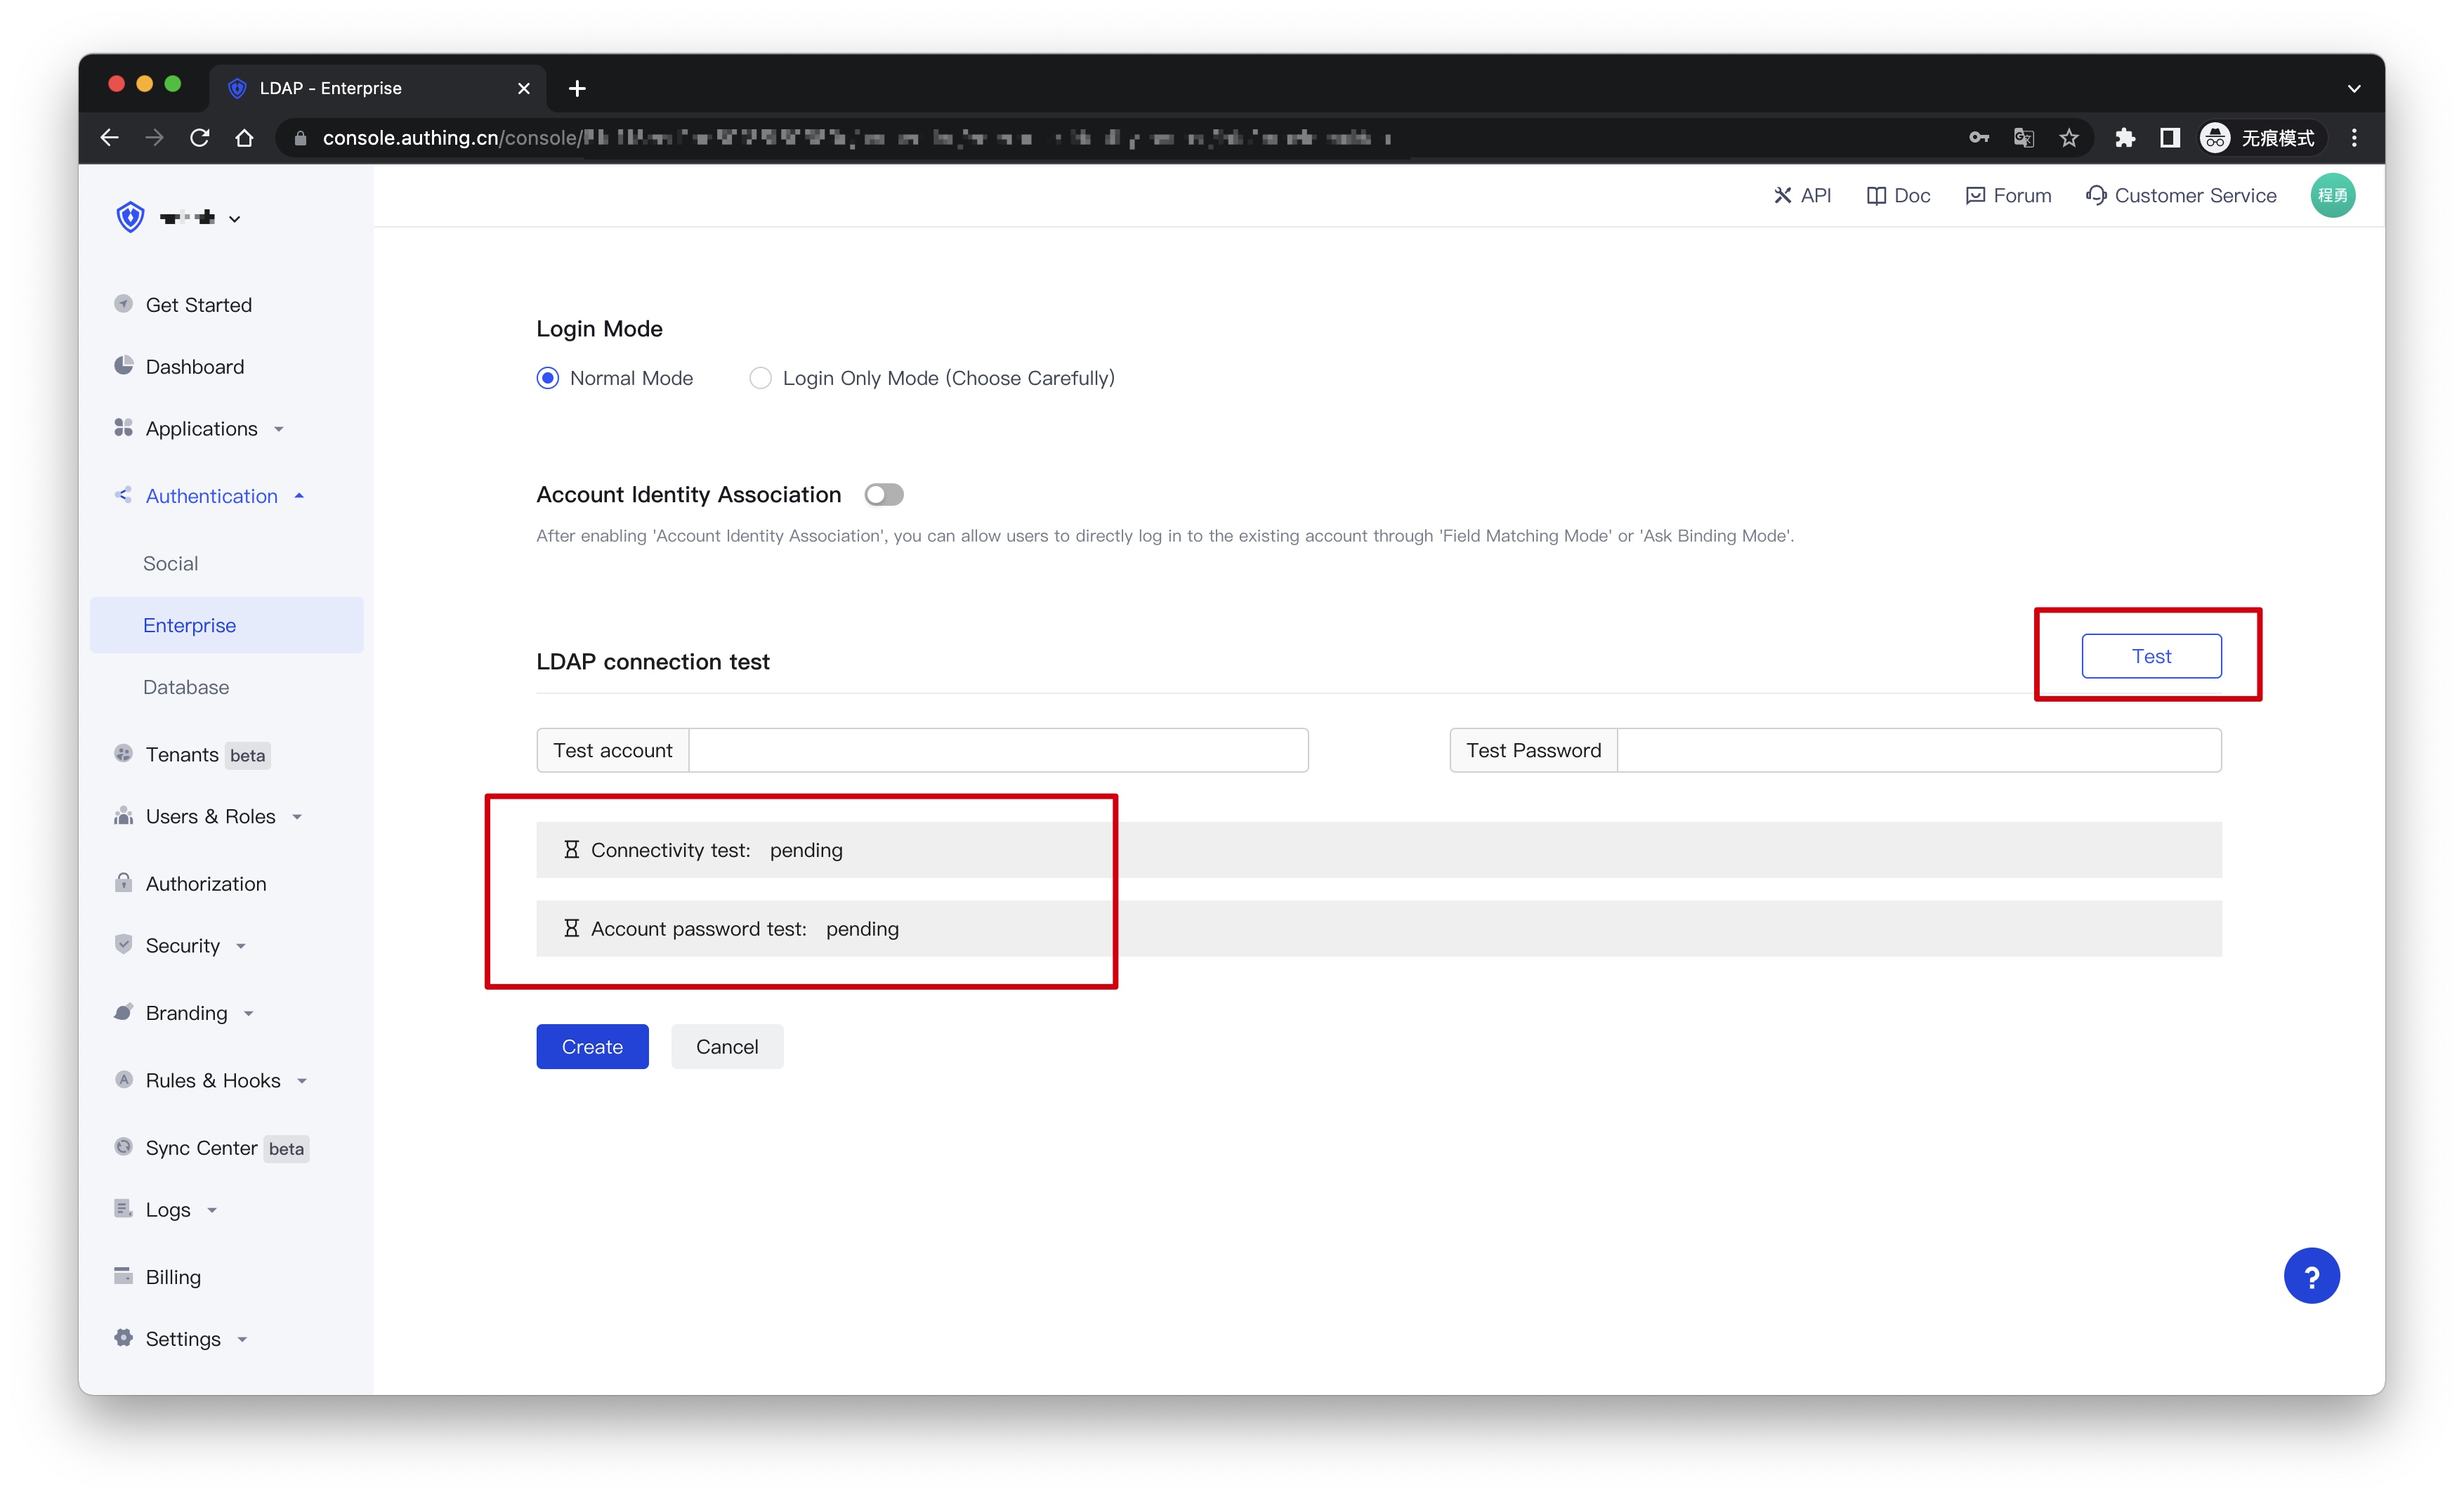 LDAP - Enterprise
console.authing.cn/console/
无痕模式
API
Doc
Forum
Customer Service
程勇
Get Started
Dashboard
Applications
Authentication
Social
Enterprise
Database
Tenants beta
Users & Roles
Authorization
Security
Branding
Rules & Hooks
Sync Center beta
Logs
Billing
Settings
Login Mode
Normal Mode
Login Only Mode (Choose Carefully)
Account Identity Association
After enabling 'Account Identity Association', you can allow users to directly log in to the existing account through 'Field Matching Mode' or 'Ask Binding Mode'.
LDAP connection test
Test
Test account
Test Password
Connectivity test: pending
Account password test: pending
Create
Cancel
?